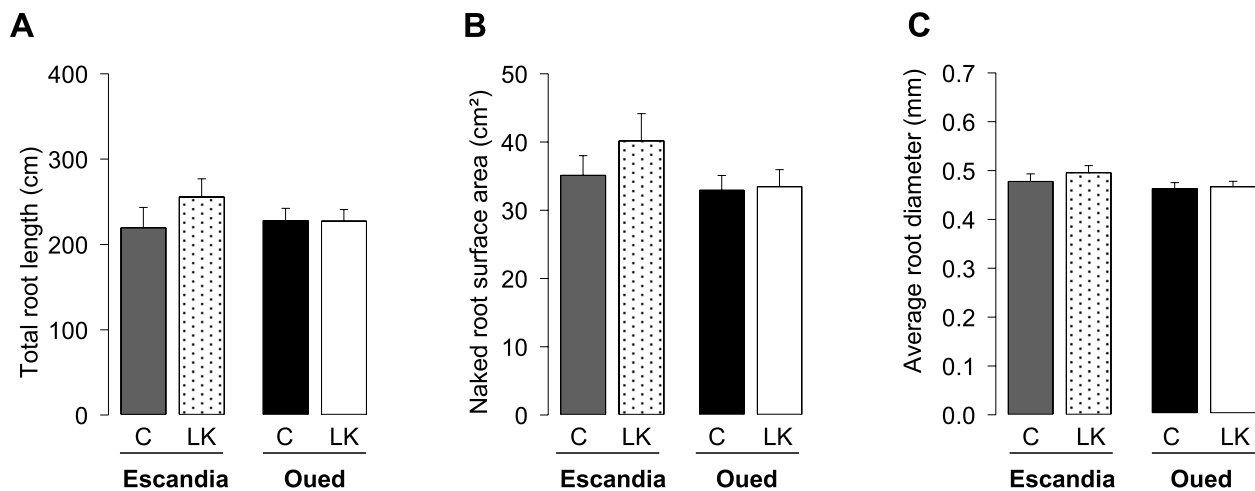 A
Total root length (cm)
400
300
200
100
0
C LK C LK
Escandia Oued
B
Naked root surface area (cm²)
50
40
30
20
10
0
C LK C LK
Escandia Oued
C
Average root diameter (mm)
0.7
0.6
0.5
0.4
0.3
0.2
0.1
0.0
C LK C LK
Escandia Oued